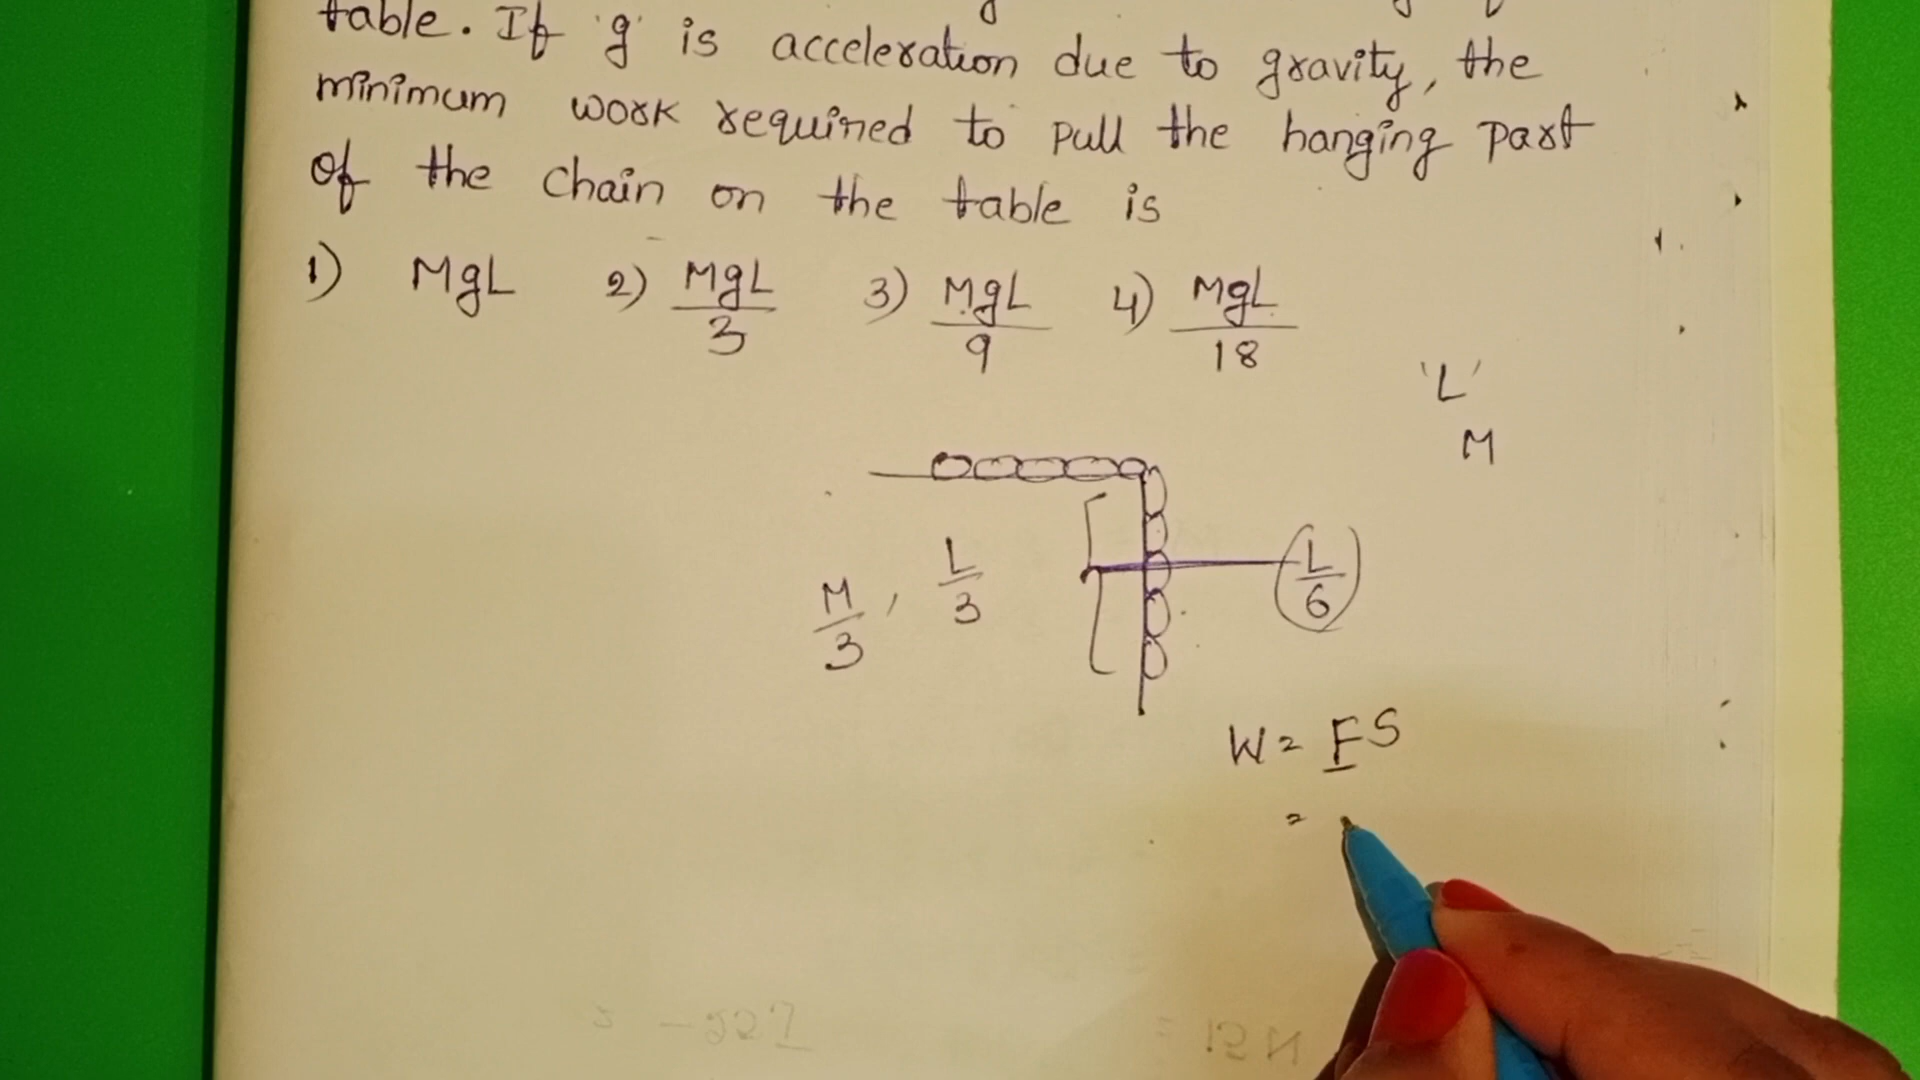 table. If 'g' is acceleration due to gravity, the
minimum work required to pull the hanging part
of the chain on the table is
1) MgL 2) MgL/3 3) MgL/9 4) MgL/18
'L'
M
M/3, L/3
L/6
W = FS
=